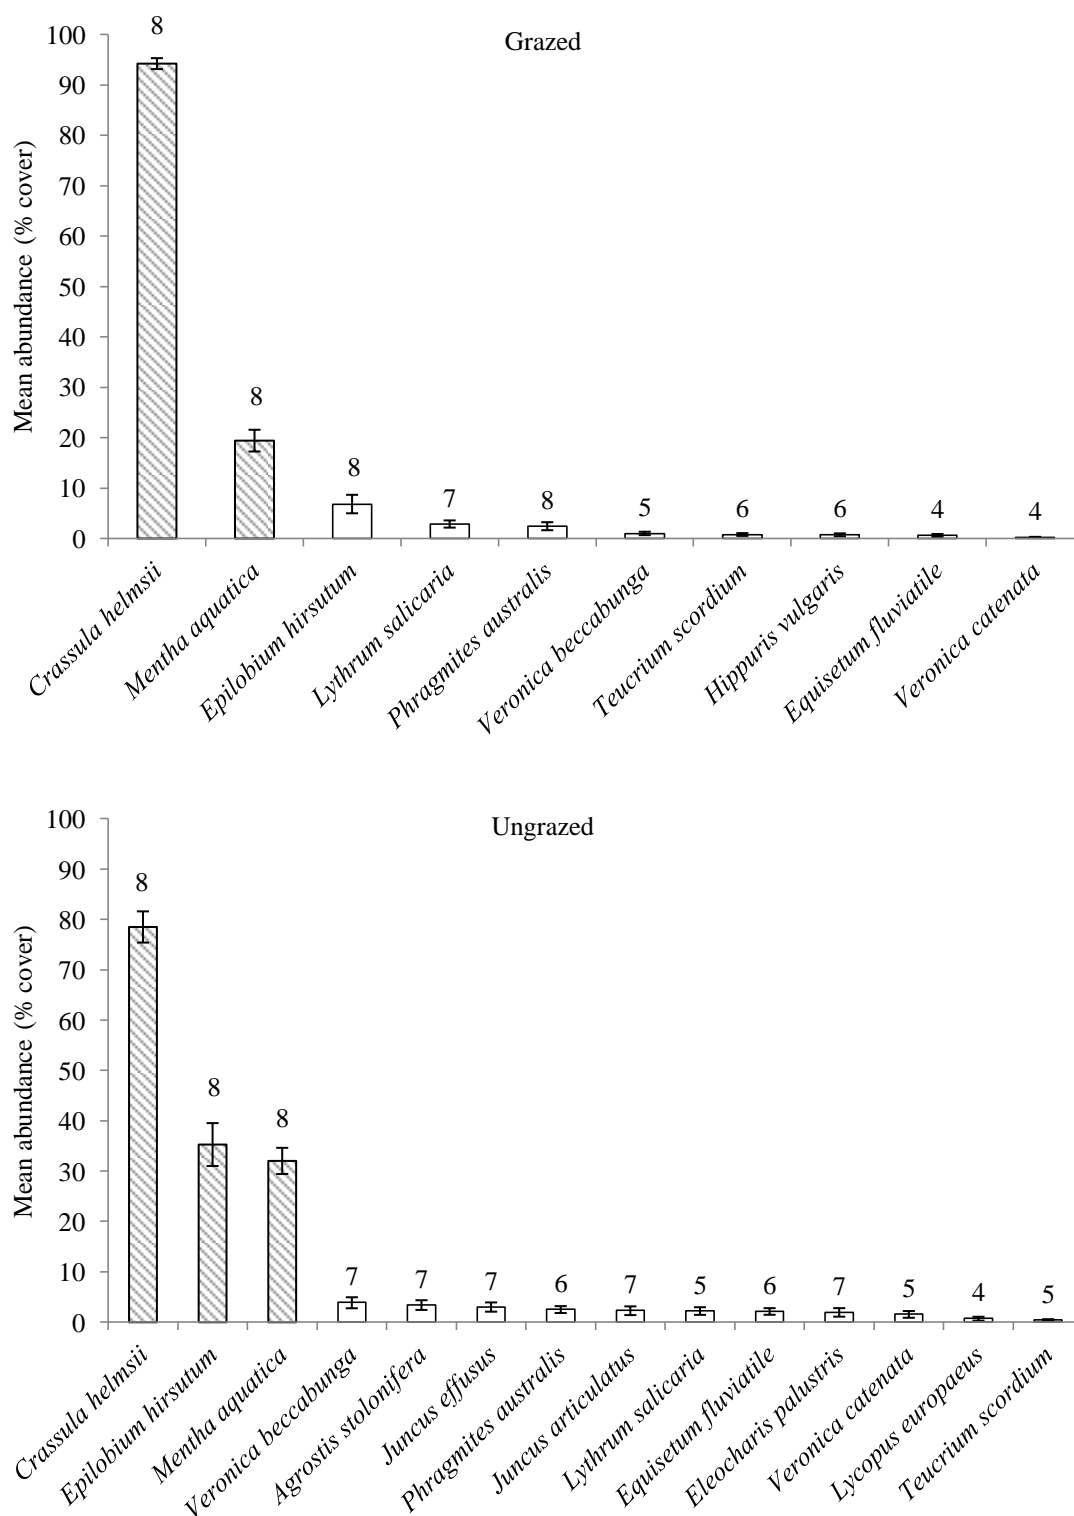 Grazed
Mean abundance (% cover)
100
90
80
70
60
50
40
30
20
10
0
8
8
8
7
8
5
6
6
4
4
Crassula helmsii
Mentha aquatica
Epilobium hirsutum
Lythrum salicaria
Phragmites australis
Veronica beccabunga
Teucrium scordium
Hippuris vulgaris
Equisetum fluviatile
Veronica catenata
Ungrazed
Mean abundance (% cover)
100
90
80
70
60
50
40
30
20
10
0
8
8
8
7
7
7
6
7
5
6
7
5
4
5
Crassula helmsii
Epilobium hirsutum
Mentha aquatica
Veronica beccabunga
Agrostis stolonifera
Juncus effusus
Phragmites australis
Juncus articulatus
Lythrum salicaria
Equisetum fluviatile
Eleocharis palustris
Veronica catenata
Lycopus europaeus
Teucrium scordium